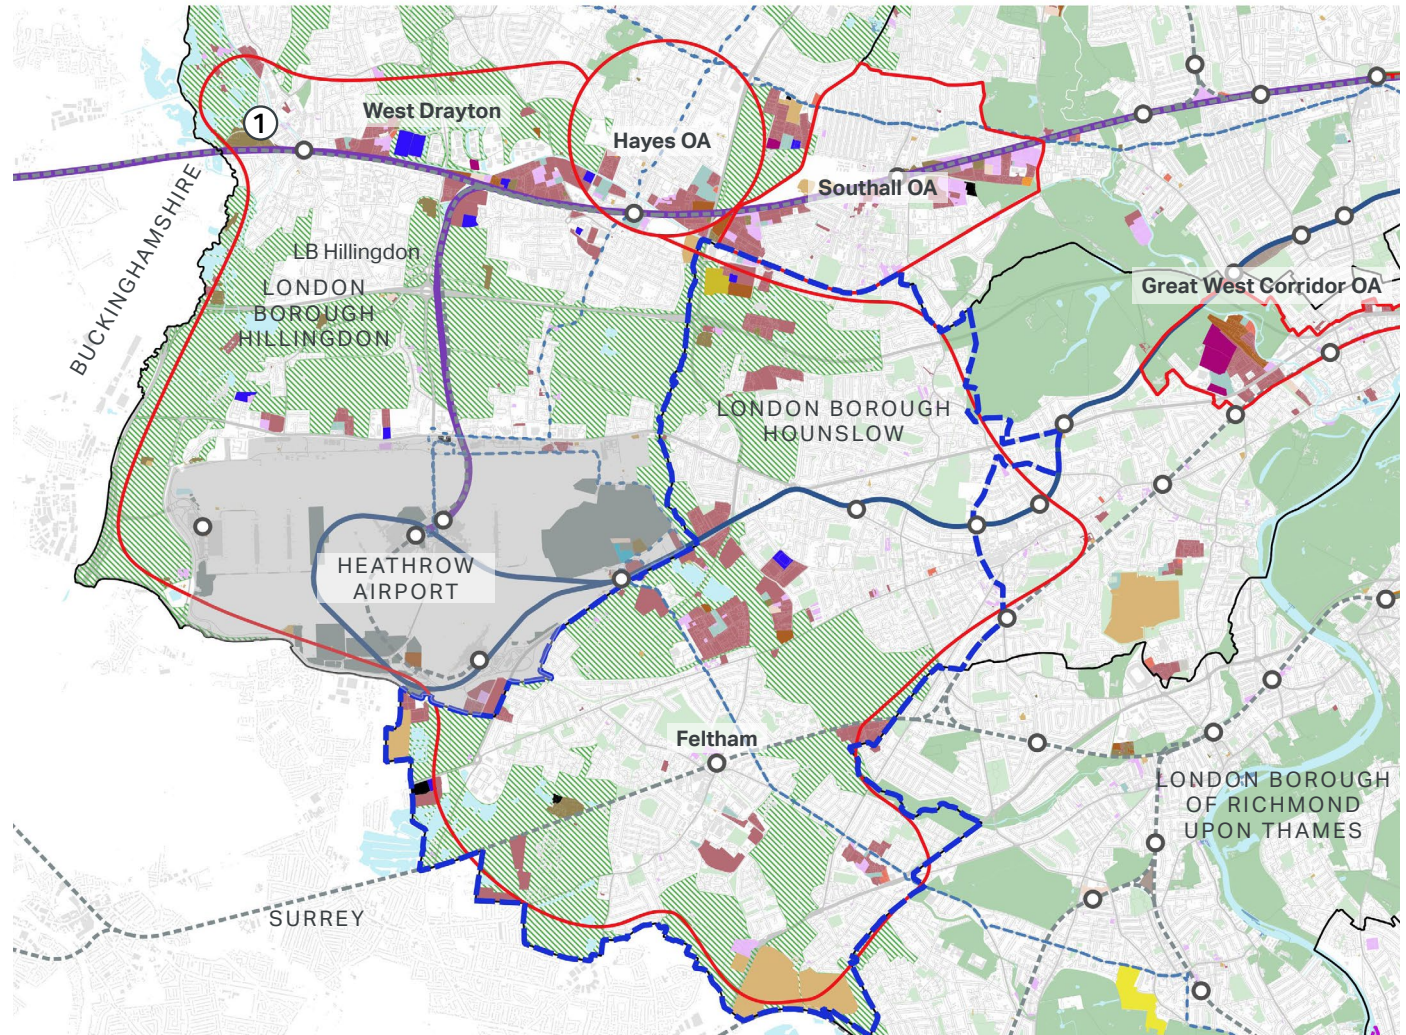 West Drayton
1
Hayes OA
Southall OA
BUCKINGHAMSHIRE
LB Hillingdon
LONDON
BOROUGH
HILLINGDON
Great West Corridor OA
LONDON BOROUGH
HOUNSLOW
HEATHROW
AIRPORT
Feltham
LONDON BOROUGH
OF RICHMOND
UPON THAMES
SURREY